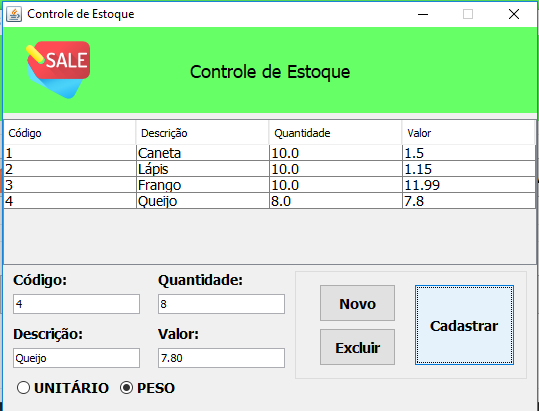 Controle de Estoque
SALE
Controle de Estoque
Código Descrição Quantidade Valor
1 Caneta 10.0 1.5
2 Lápis 10.0 1.15
3 Frango 10.0 11.99
4 Queijo 8.0 7.8
Código: Quantidade:
4 8
Novo
Cadastrar
Descrição: Valor:
Excluir
Queijo 7.80
UNITÁRIO PESO